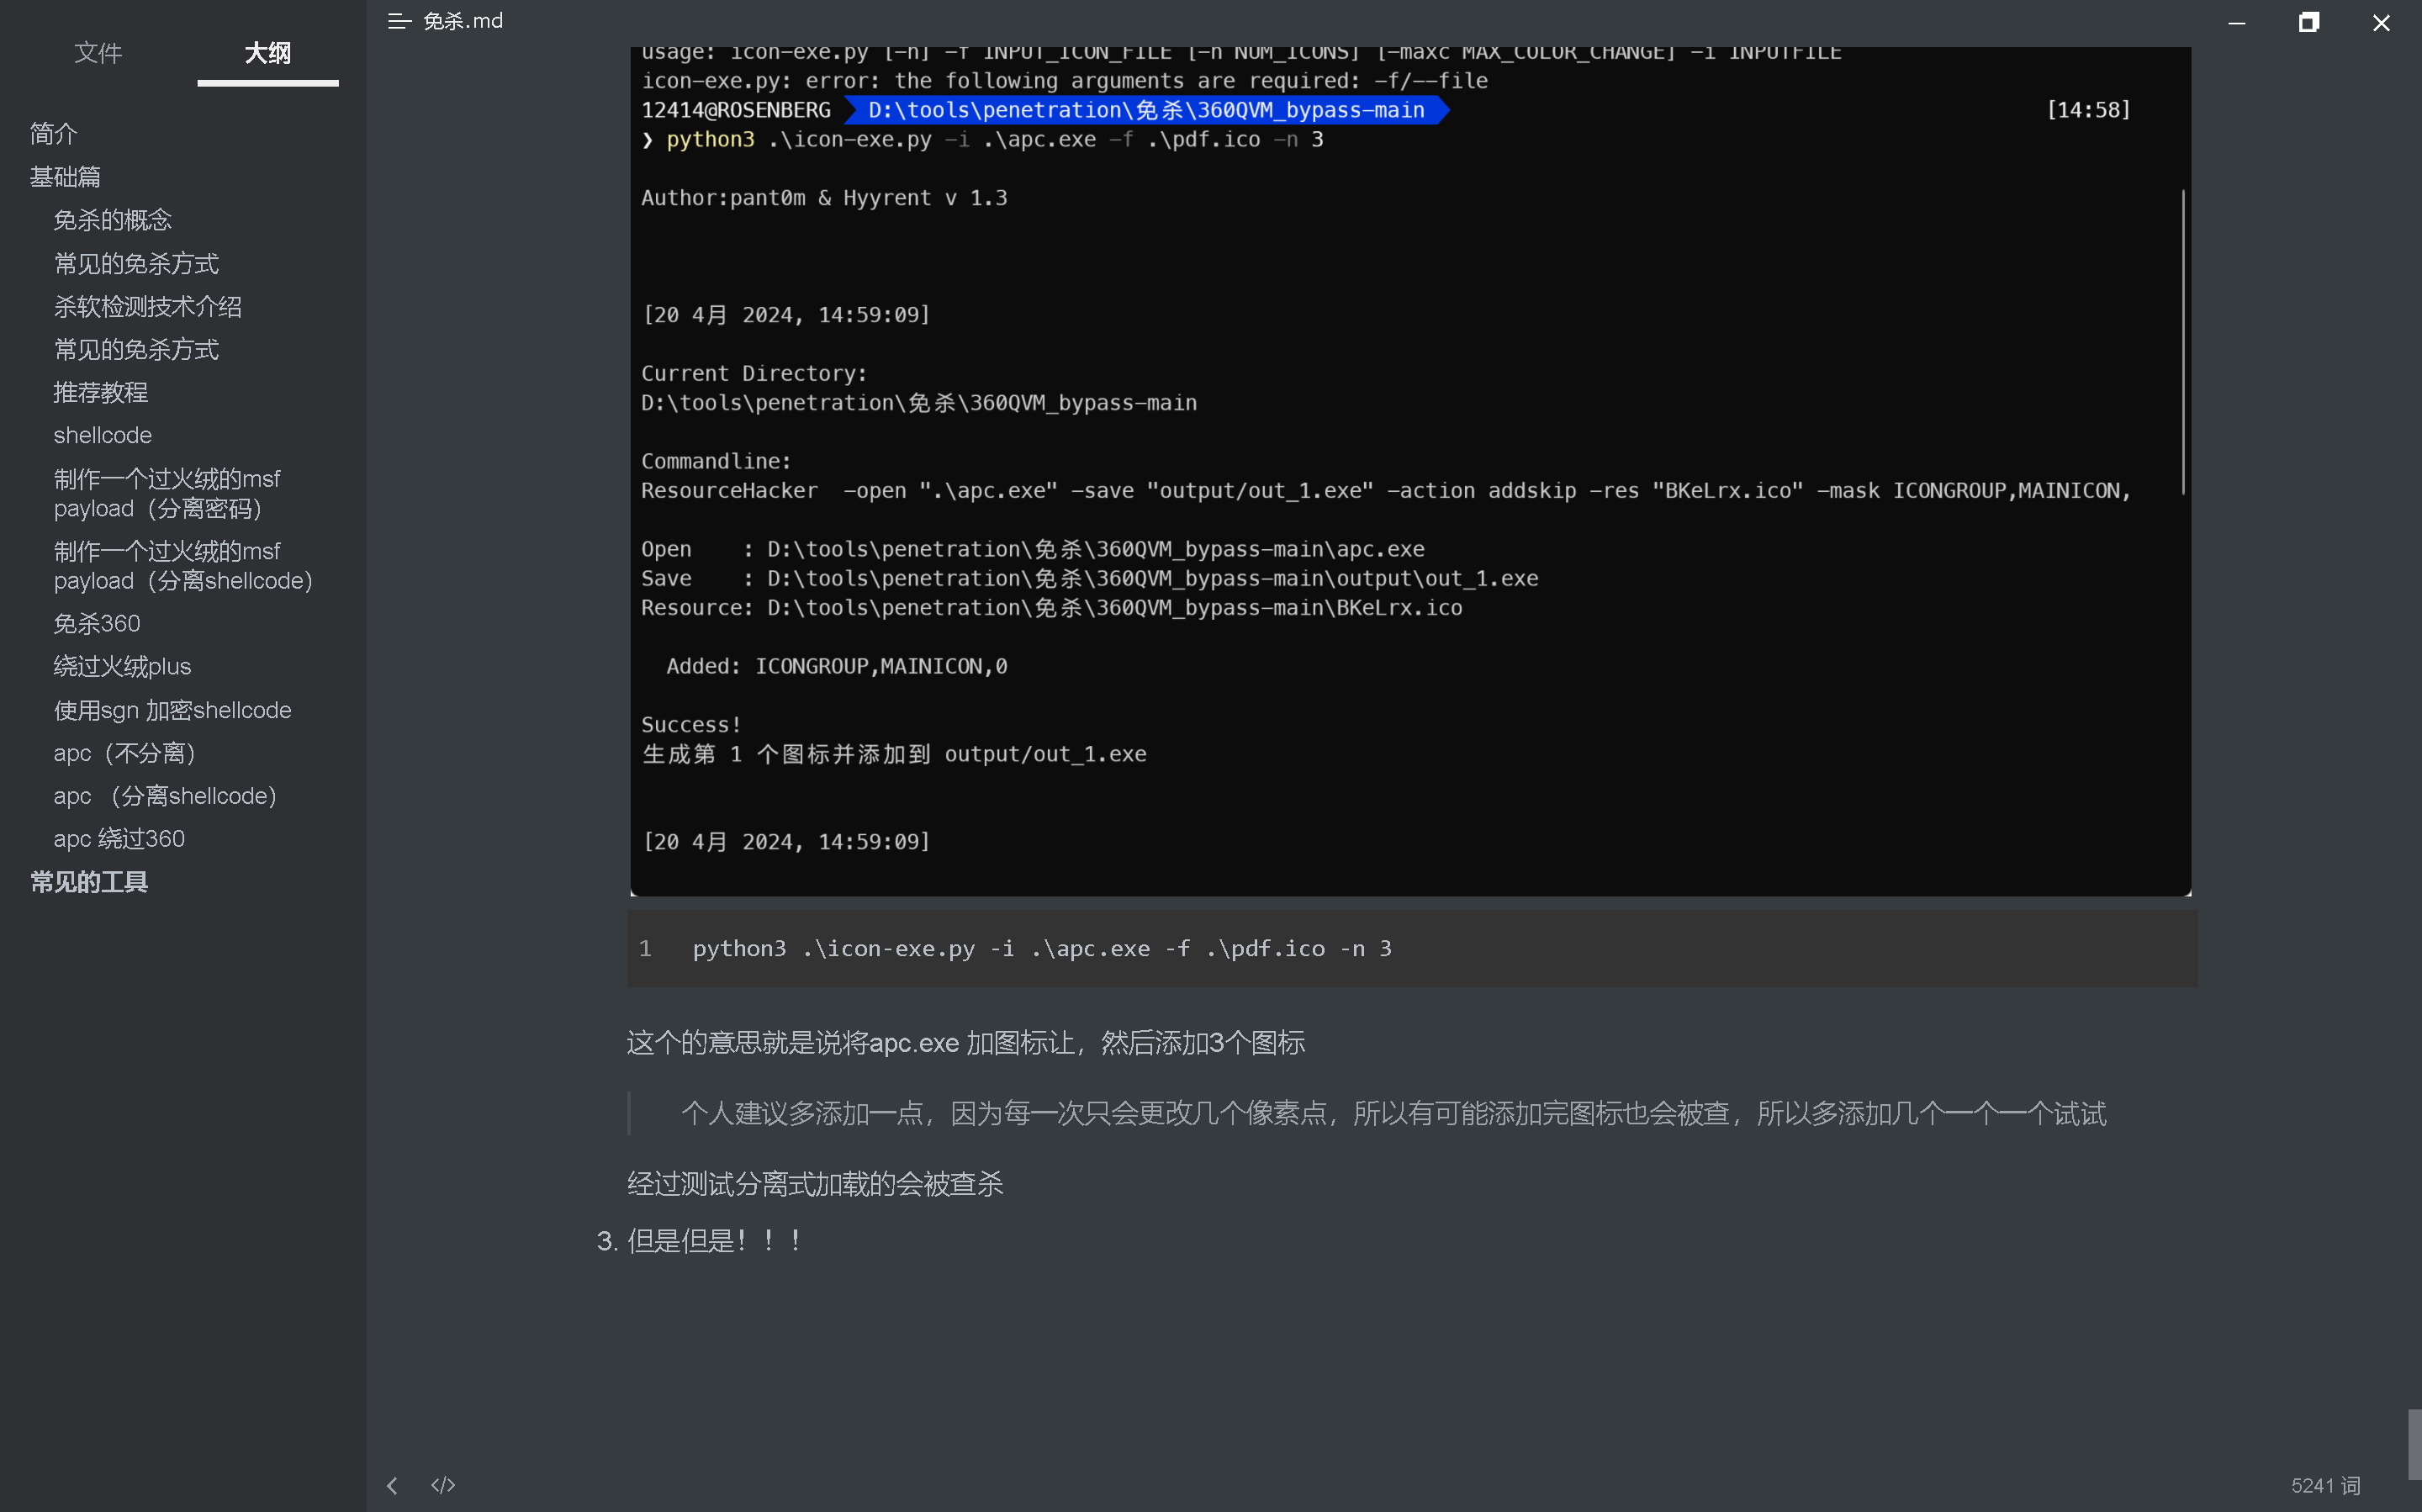 文件
大纲
简介
基础篇
免杀的概念
常见的免杀方式
杀软检测技术介绍
常见的免杀方式
推荐教程
shellcode
制作一个过火绒的msf
payload（分离密码）
制作一个过火绒的msf
payload（分离shellcode）
免杀360
绕过火绒plus
使用sgn 加密shellcode
apc（不分离）
apc （分离shellcode）
apc 绕过360
常见的工具
免杀.md
usage: icon-exe.py [-h] -f INPUT_ICON_FILE [-n NUM_ICONS] [-maxc MAX_COLOR_CHANGE] -i INPUTFILE
icon-exe.py: error: the following arguments are required: -f/--file
12414@ROSENBERG D:\tools\penetration\免杀\360QVM_bypass-main [14:58]
❯ python3 .\icon-exe.py -i .\apc.exe -f .\pdf.ico -n 3
Author:pant0m & Hyyrent v 1.3
[20 4月 2024, 14:59:09]
Current Directory:
D:\tools\penetration\免杀\360QVM_bypass-main
Commandline:
ResourceHacker  -open ".\apc.exe" -save "output/out_1.exe" -action addskip -res "BKeLrx.ico" -mask ICONGROUP,MAINICON,
Open    : D:\tools\penetration\免杀\360QVM_bypass-main\apc.exe
Save    : D:\tools\penetration\免杀\360QVM_bypass-main\output\out_1.exe
Resource: D:\tools\penetration\免杀\360QVM_bypass-main\BKeLrx.ico
Added: ICONGROUP,MAINICON,0
Success!
生成第 1 个图标并添加到 output/out_1.exe
[20 4月 2024, 14:59:09]
1 python3 .\icon-exe.py -i .\apc.exe -f .\pdf.ico -n 3
这个的意思就是说将apc.exe 加图标让，然后添加3个图标
个人建议多添加一点，因为每一次只会更改几个像素点，所以有可能添加完图标也会被查，所以多添加几个一个一个试试
经过测试分离式加载的会被查杀
3. 但是但是！！！
5241 词